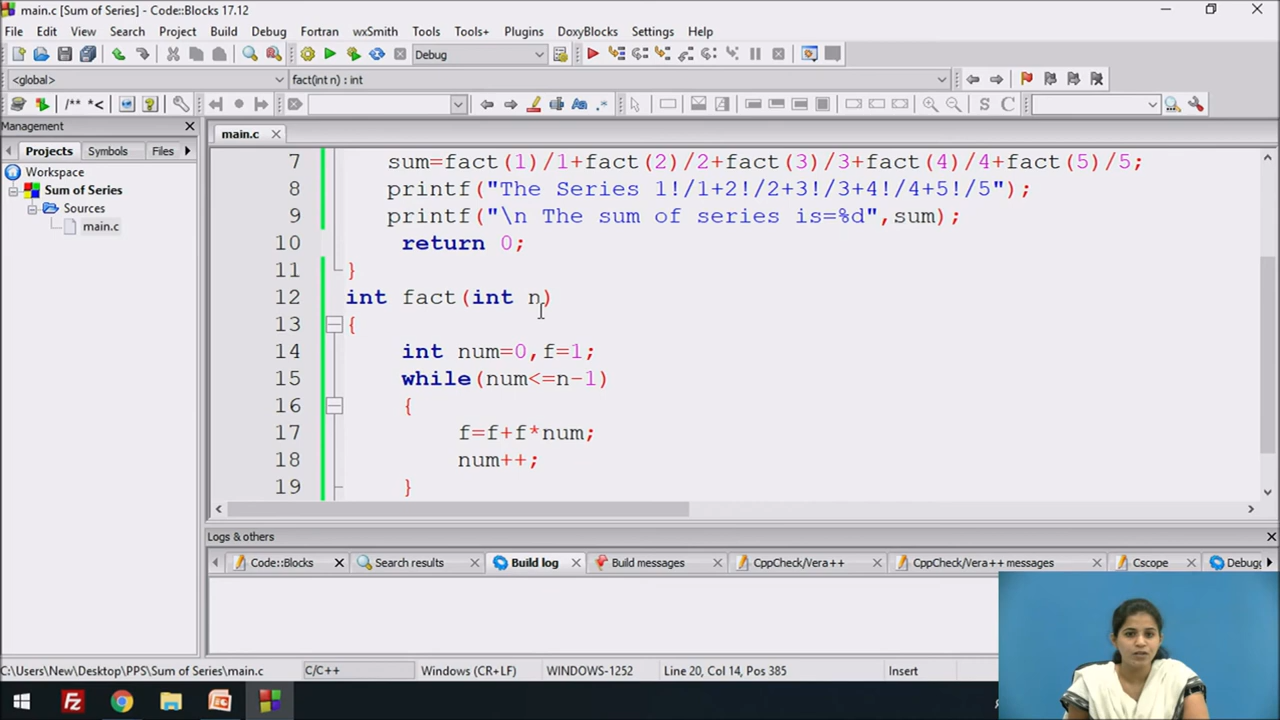 main.c [Sum of Series] - Code::Blocks 17.12
File Edit View Search Project Build Debug Fortran wxSmith Tools Tools+ Plugins DoxyBlocks Settings Help
Debug
<global> fact(int n) : int
/** *< Aa .* S C
Management
main.c
Projects Symbols Files
Workspace
Sum of Series
Sources
main.c
7 sum=fact(1)/1+fact(2)/2+fact(3)/3+fact(4)/4+fact(5)/5;
8 printf("The Series 1!/1+2!/2+3!/3+4!/4+5!/5");
9 printf("\n The sum of series is=%d",sum);
10 return 0;
11 }
12 int fact(int n)
13 {
14 int num=0,f=1;
15 while(num<=n-1)
16 {
17 f=f+f*num;
18 num++;
19 }
Logs & others
Code::Blocks Search results Build log Build messages CppCheck/Vera++ CppCheck/Vera++ messages Cscope Debugg
C:\Users\New\Desktop\PPS\Sum of Series\main.c C/C++ Windows (CR+LF) WINDOWS-1252 Line 20, Col 14, Pos 385 Insert